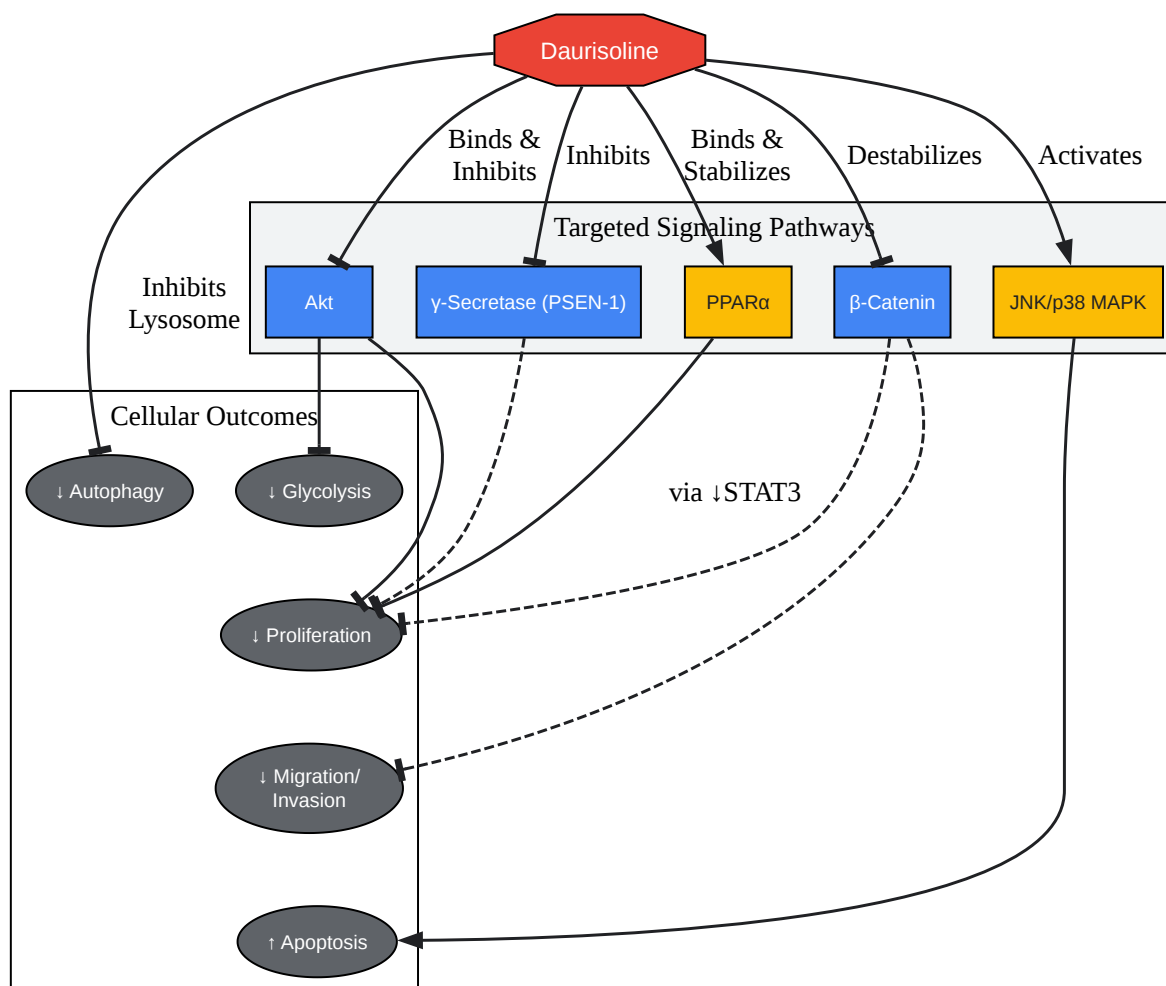 Daurisoline
Binds &
Inhibits
Inhibits
Binds &
Stabilizes
Destabilizes
Activates
Targeted Signaling Pathways
Inhibits
Lysosome
Akt
γ-Secretase (PSEN-1)
PPARα
β-Catenin
JNK/p38 MAPK
Cellular Outcomes
↓ Autophagy
↓ Glycolysis
via ↓STAT3
↓ Proliferation
↓ Migration/
Invasion
↑ Apoptosis